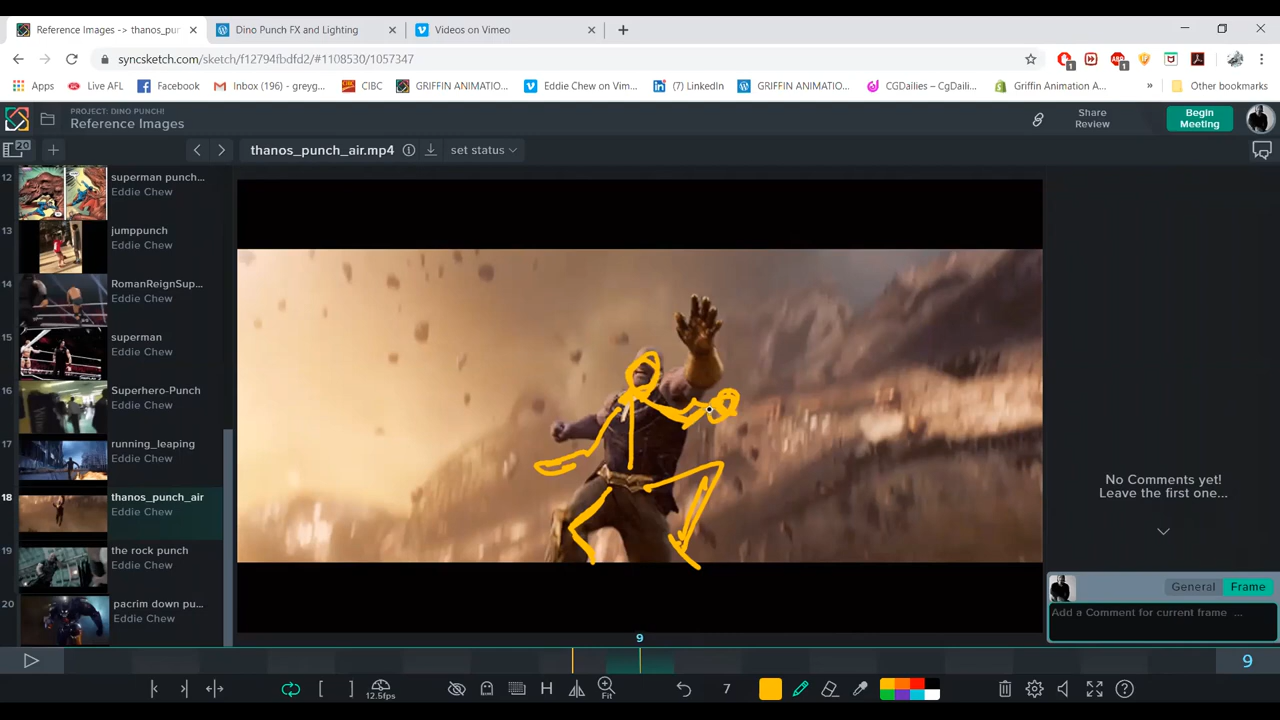 Reference Images -> thanos_pun
Dino Punch FX and Lighting
Videos on Vimeo
syncsketch.com/sketch/f12794fbdfd2/#1108530/1057347
Apps
Live AFL
Facebook
Inbox (196) - greyg...
CIBC
GRIFFIN ANIMATIO...
Eddie Chew on Vim...
(7) LinkedIn
GRIFFIN ANIMATIO...
CGDailies – CgDaili...
Griffin Animation A...
Other bookmarks
PROJECT: DINO PUNCH!
Reference Images
Share Review
Begin Meeting
20
thanos_punch_air.mp4
set status
12
superman punch...
Eddie Chew
13
jumppunch
Eddie Chew
14
RomanReignSup...
Eddie Chew
15
superman
Eddie Chew
16
Superhero-Punch
Eddie Chew
17
running_leaping
Eddie Chew
18
thanos_punch_air
Eddie Chew
19
the rock punch
Eddie Chew
20
pacrim down pu...
Eddie Chew
No Comments yet!
Leave the first one...
General
Frame
Add a Comment for current frame ...
9
9
12.5fps
H
Fit
7